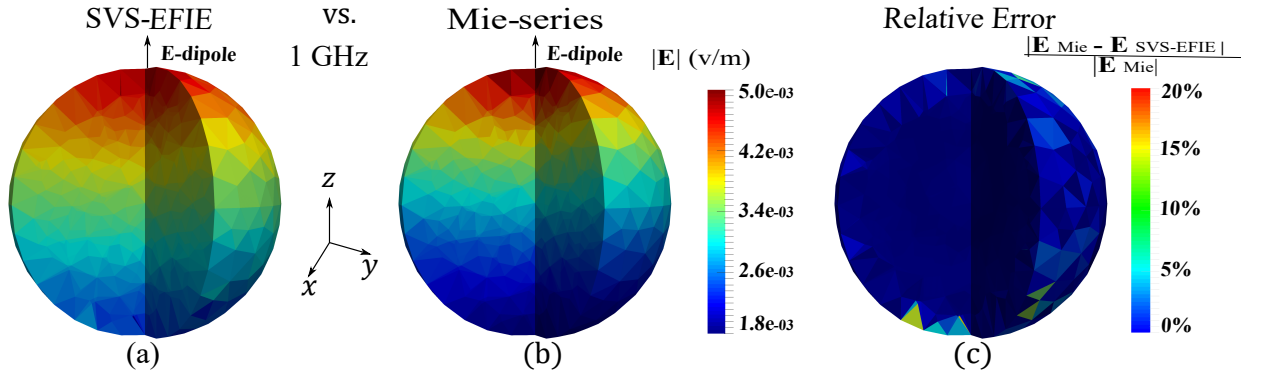 SVS-EFIE
vs.
Mie-series
Relative Error
E-dipole
1 GHz
E-dipole
|E| (v/m)
|E Mie - E SVS-EFIE|
|E Mie|
5.0e-03
4.2e-03
3.4e-03
2.6e-03
1.8e-03
20%
15%
10%
5%
0%
z
y
x
(a)
(b)
(c)